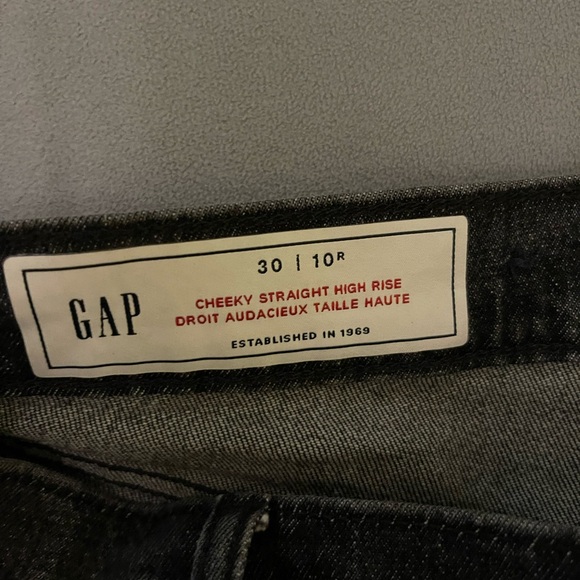 GAP
30 | 10R
CHEEKY STRAIGHT HIGH RISE
DROIT AUDACIEUX TAILLE HAUTE
ESTABLISHED IN 1969